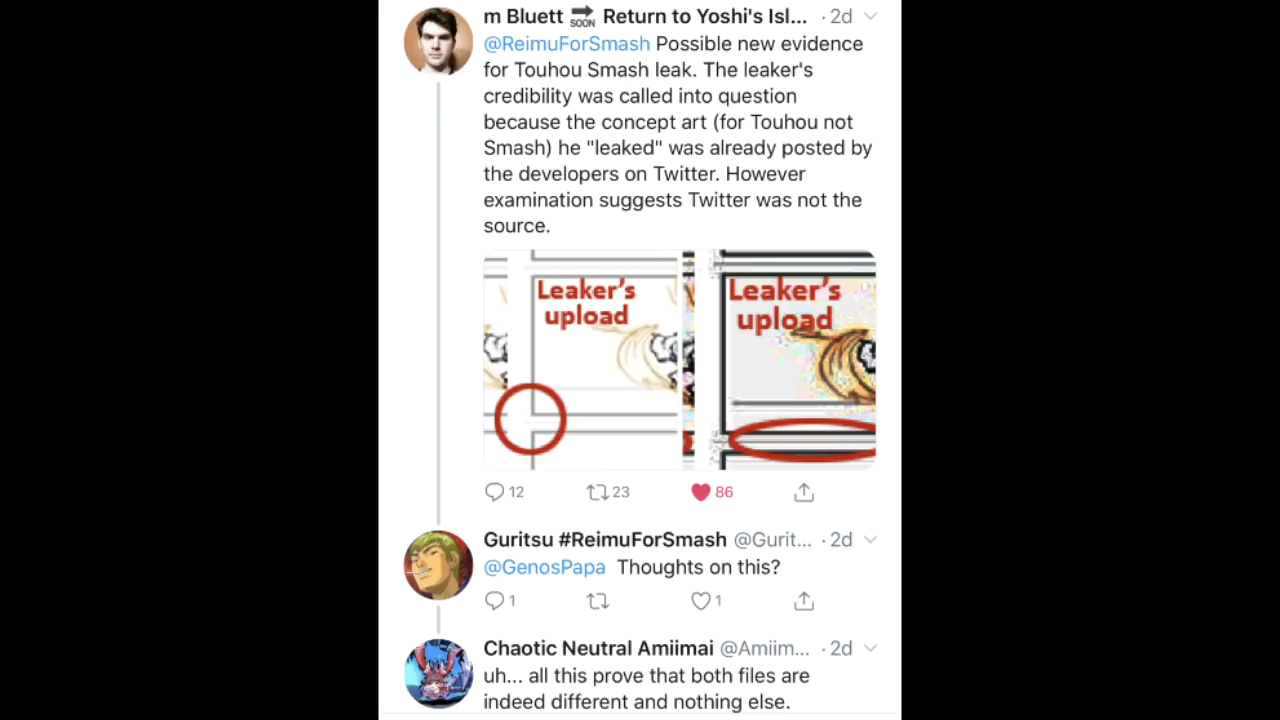 m Bluett 🔜 Return to Yoshi's Isl... · 2d
@ReimuForSmash Possible new evidence
for Touhou Smash leak. The leaker's
credibility was called into question
because the concept art (for Touhou not
Smash) he "leaked" was already posted by
the developers on Twitter. However
examination suggests Twitter was not the
source.
Leaker's
upload
Leaker's
upload
12 23 86
Guritsu #ReimuForSmash @Gurit... · 2d
@GenosPapa Thoughts on this?
1 1
Chaotic Neutral Amiimai @Amiim... · 2d
uh... all this prove that both files are
indeed different and nothing else.